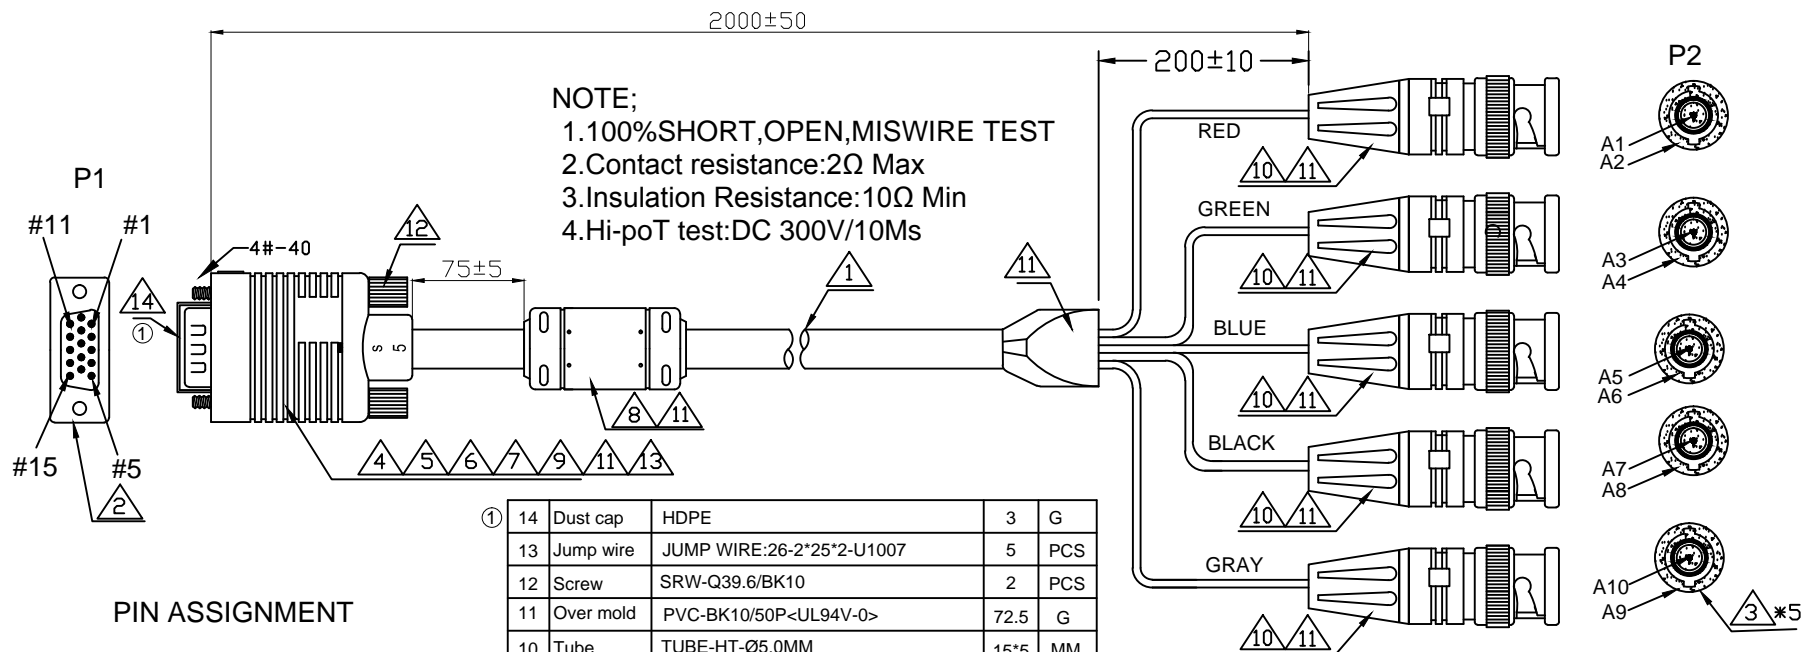 2000±50
200±10
P2
NOTE;
1.100%SHORT,OPEN,MISWIRE TEST
2.Contact resistance:2Ω Max
3.Insulation Resistance:10Ω Min
4.Hi-poT test:DC 300V/10Ms
P1
#11
#1
#15
#5
2
4#-40
14
①
12
75±5
S
5
1
11
8 11
4 5 6 7 9 11 13
RED
10 11
A1
A2
GREEN
10 11
A3
A4
BLUE
10 11
A5
A6
BLACK
10 11
A7
A8
GRAY
10 11
A10
A9
3 *5
PIN ASSIGNMENT
① 14 Dust cap HDPE 3 G
13 Jump wire JUMP WIRE:26-2*25*2-U1007 5 PCS
12 Screw SRW-Q39.6/BK10 2 PCS
11 Over mold PVC-BK10/50P<UL94V-0> 72.5 G
10 Tube TUBE-HT-Ø5.0MM 15*5 MM